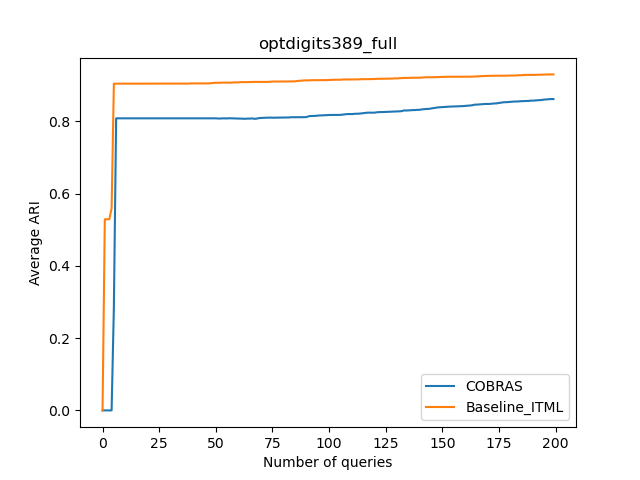 optdigits389_full
Average ARI
0.8
0.6
0.4
0.2
0.0
COBRAS
Baseline_ITML
0 25 50 75 100 125 150 175 200
Number of queries